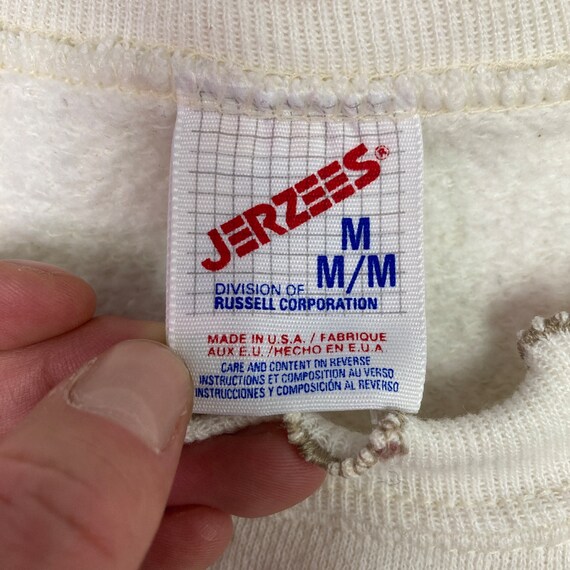 JERZEES®
M
M/M
DIVISION OF
RUSSELL CORPORATION
MADE IN U.S.A. / FABRIQUE
AUX E.U. / HECHO EN E.U.A.
CARE AND CONTENT ON REVERSE
INSTRUCTIONS ET COMPOSITION AU VERSO
INSTRUCCIONES Y COMPOSICIÓN AL REVERSO